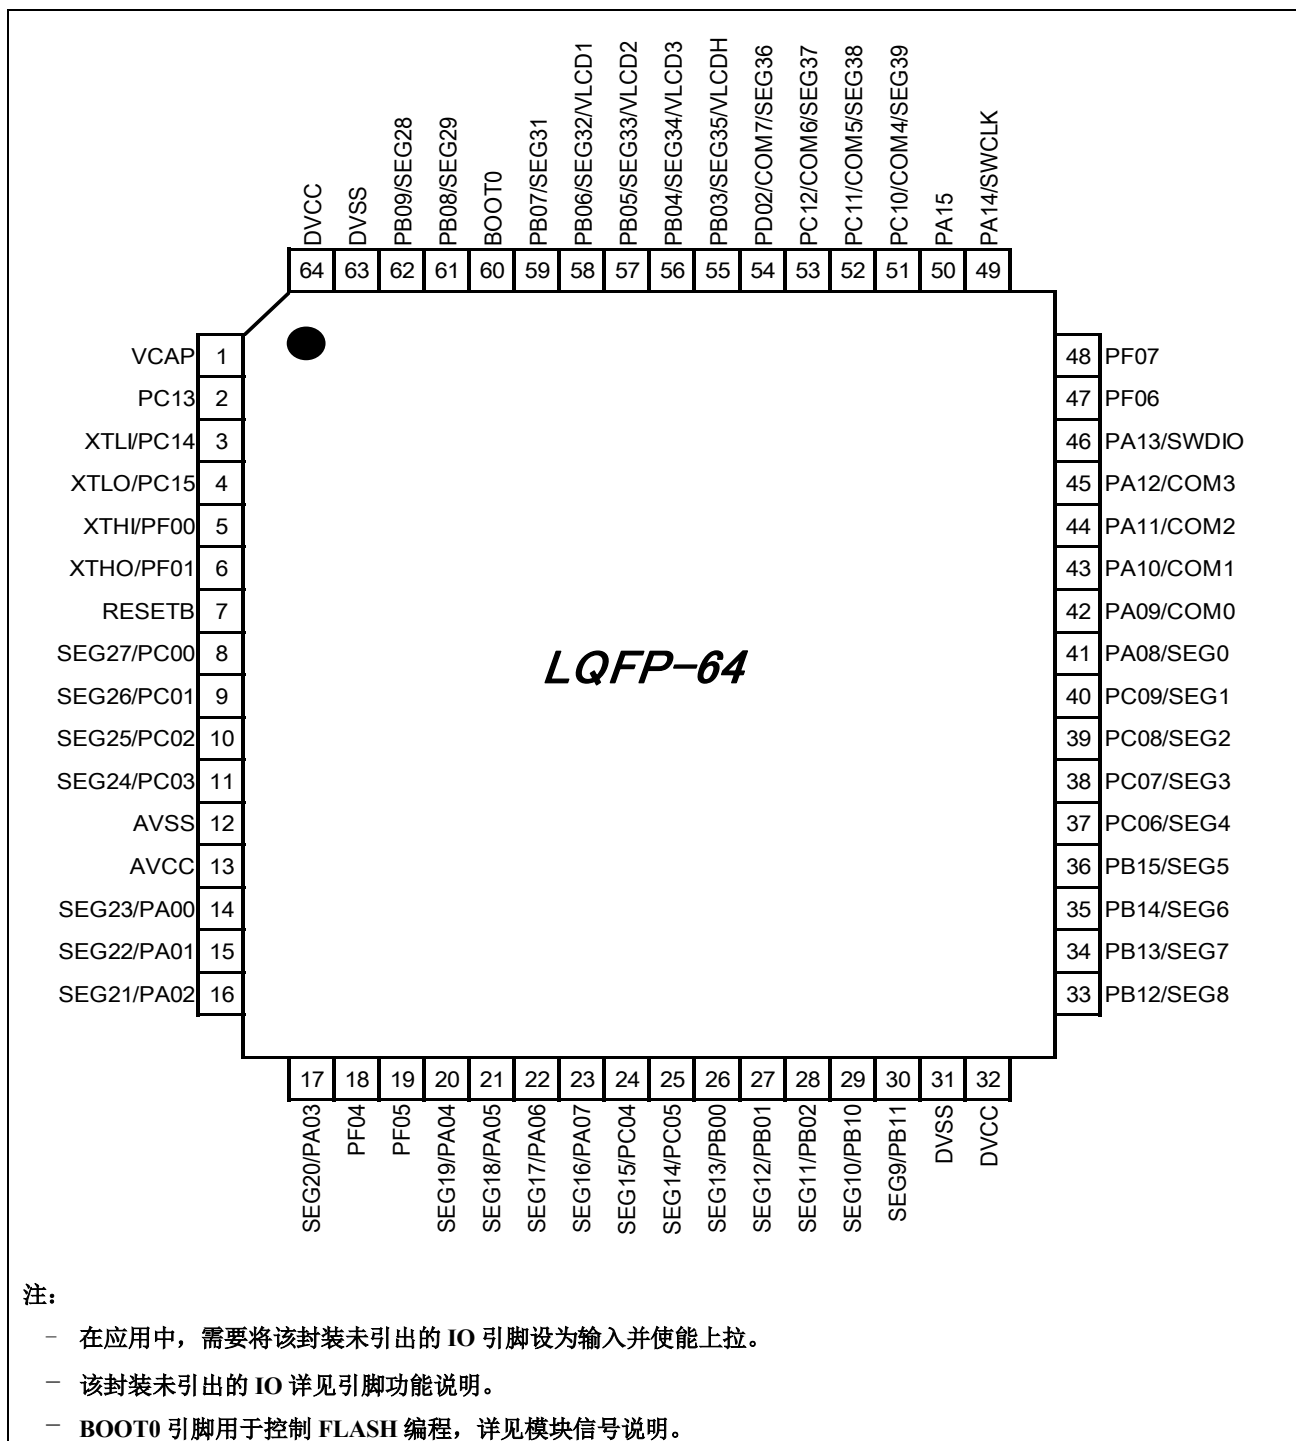 DVCC
DVSS
PB09/SEG28
PB08/SEG29
BOOT0
PB07/SEG31
PB06/SEG32/VLCD1
PB05/SEG33/VLCD2
PB04/SEG34/VLCD3
PB03/SEG35/VLCDH
PD02/COM7/SEG36
PC12/COM6/SEG37
PC11/COM5/SEG38
PC10/COM4/SEG39
PA15
PA14/SWCLK
64 63 62 61 60 59 58 57 56 55 54 53 52 51 50 49
VCAP 1
PC13 2
XTLI/PC14 3
XTLO/PC15 4
XTHI/PF00 5
XTHO/PF01 6
RESETB 7
SEG27/PC00 8
SEG26/PC01 9
SEG25/PC02 10
SEG24/PC03 11
AVSS 12
AVCC 13
SEG23/PA00 14
SEG22/PA01 15
SEG21/PA02 16
LQFP-64
48 PF07
47 PF06
46 PA13/SWDIO
45 PA12/COM3
44 PA11/COM2
43 PA10/COM1
42 PA09/COM0
41 PA08/SEG0
40 PC09/SEG1
39 PC08/SEG2
38 PC07/SEG3
37 PC06/SEG4
36 PB15/SEG5
35 PB14/SEG6
34 PB13/SEG7
33 PB12/SEG8
17 18 19 20 21 22 23 24 25 26 27 28 29 30 31 32
SEG20/PA03
PF04
PF05
SEG19/PA04
SEG18/PA05
SEG17/PA06
SEG16/PA07
SEG15/PC04
SEG14/PC05
SEG13/PB00
SEG12/PB01
SEG11/PB02
SEG10/PB10
SEG9/PB11
DVSS
DVCC
注：
－ 在应用中，需要将该封装未引出的 IO 引脚设为输入并使能上拉。
－ 该封装未引出的 IO 详见引脚功能说明。
－ BOOT0 引脚用于控制 FLASH 编程，详见模块信号说明。